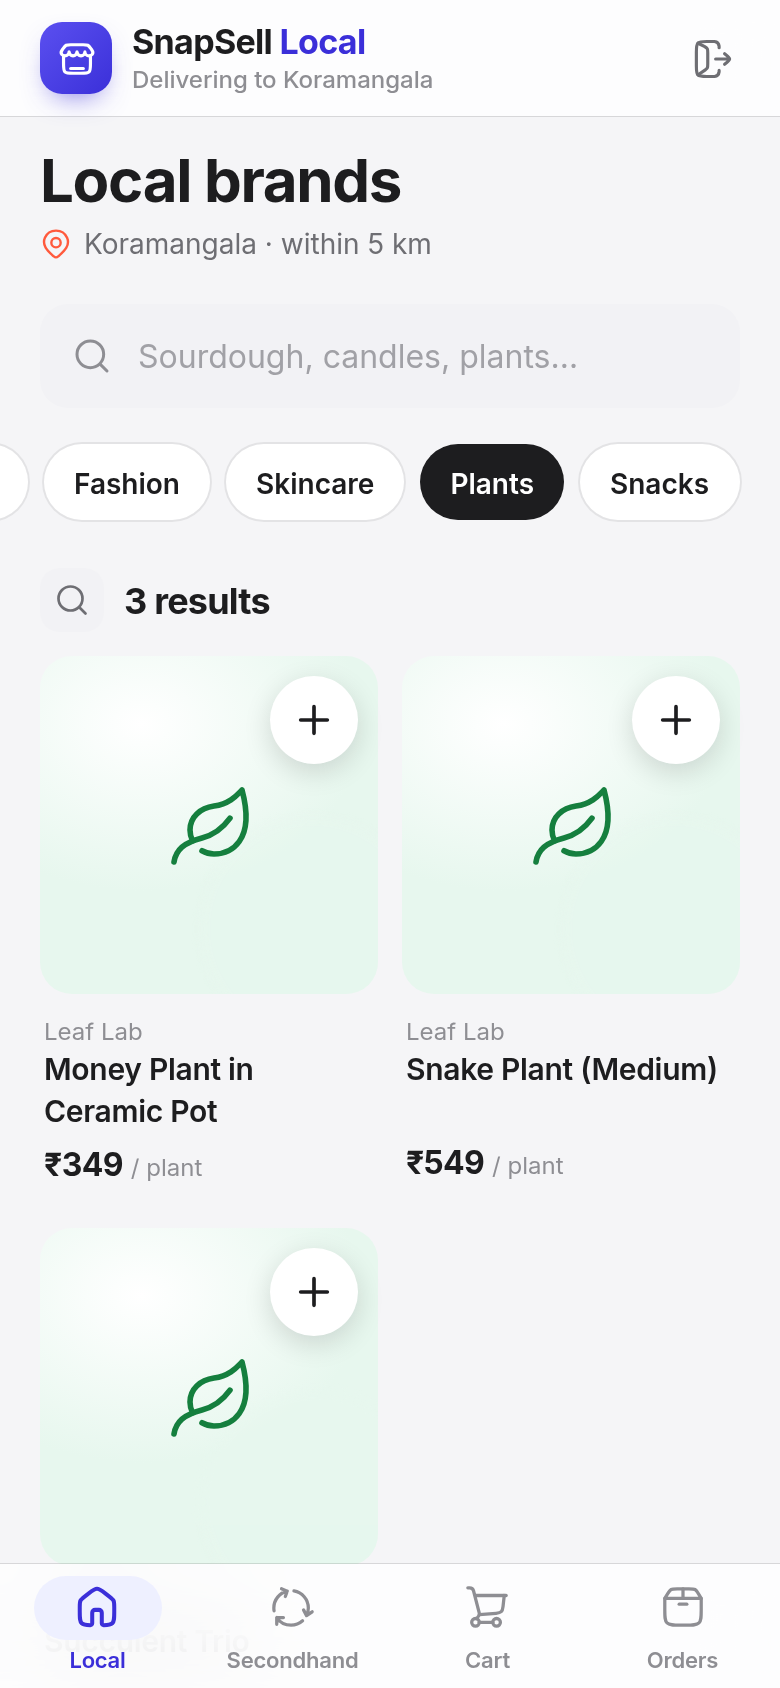 SnapSell Local
Delivering to Koramangala
Local brands
Koramangala · within 5 km
Sourdough, candles, plants...
Fashion
Skincare
Plants
Snacks
3 results
Leaf Lab
Money Plant in
Ceramic Pot
₹349 / plant
Leaf Lab
Snake Plant (Medium)
₹549 / plant
Succulent Trio
Local
Secondhand
Cart
Orders